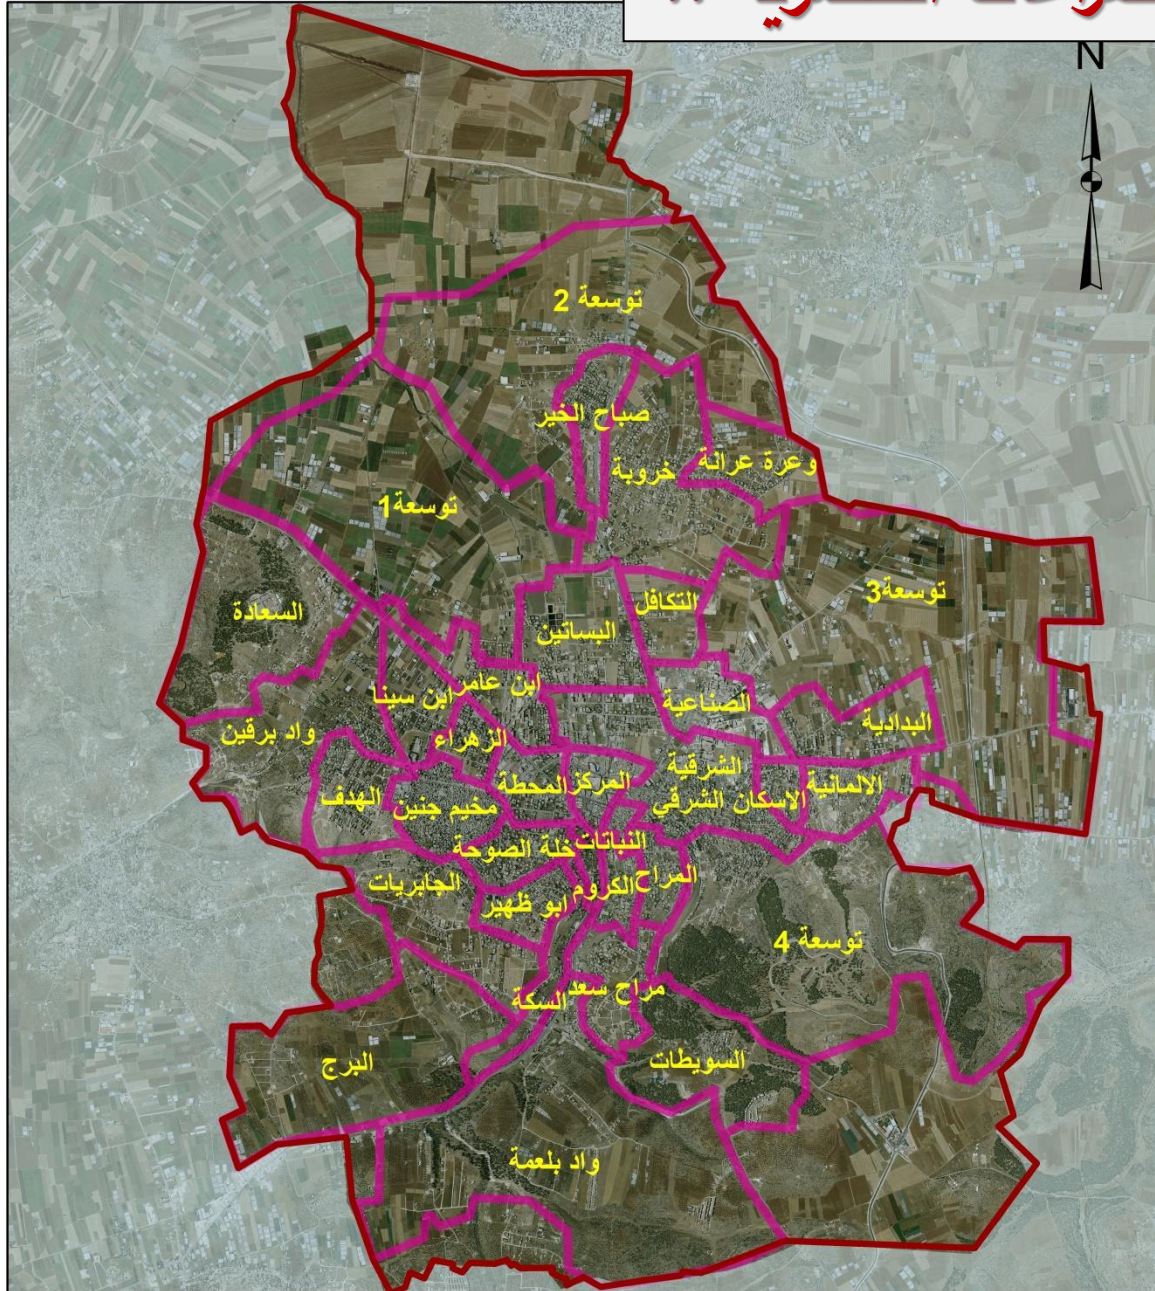 N
توسعة 2
صباح الخير
خروبة
وعرة عرانة
توسعة1
توسعة3
السعادة
التكافل
البساتين
ابن عامر
ابن سينا
الصناعية
البدادية
واد برقين
الزهراء
الشرقية
المركز
المحطة
الالمانية
الاسكان الشرقي
الهدف
مخيم جنين
النباتات
خلة الصوحة
المراح
الكروم
الجابريات
ابو ظهير
توسعة 4
مراح سعد
السكة
السويطات
البرج
واد بلعمة